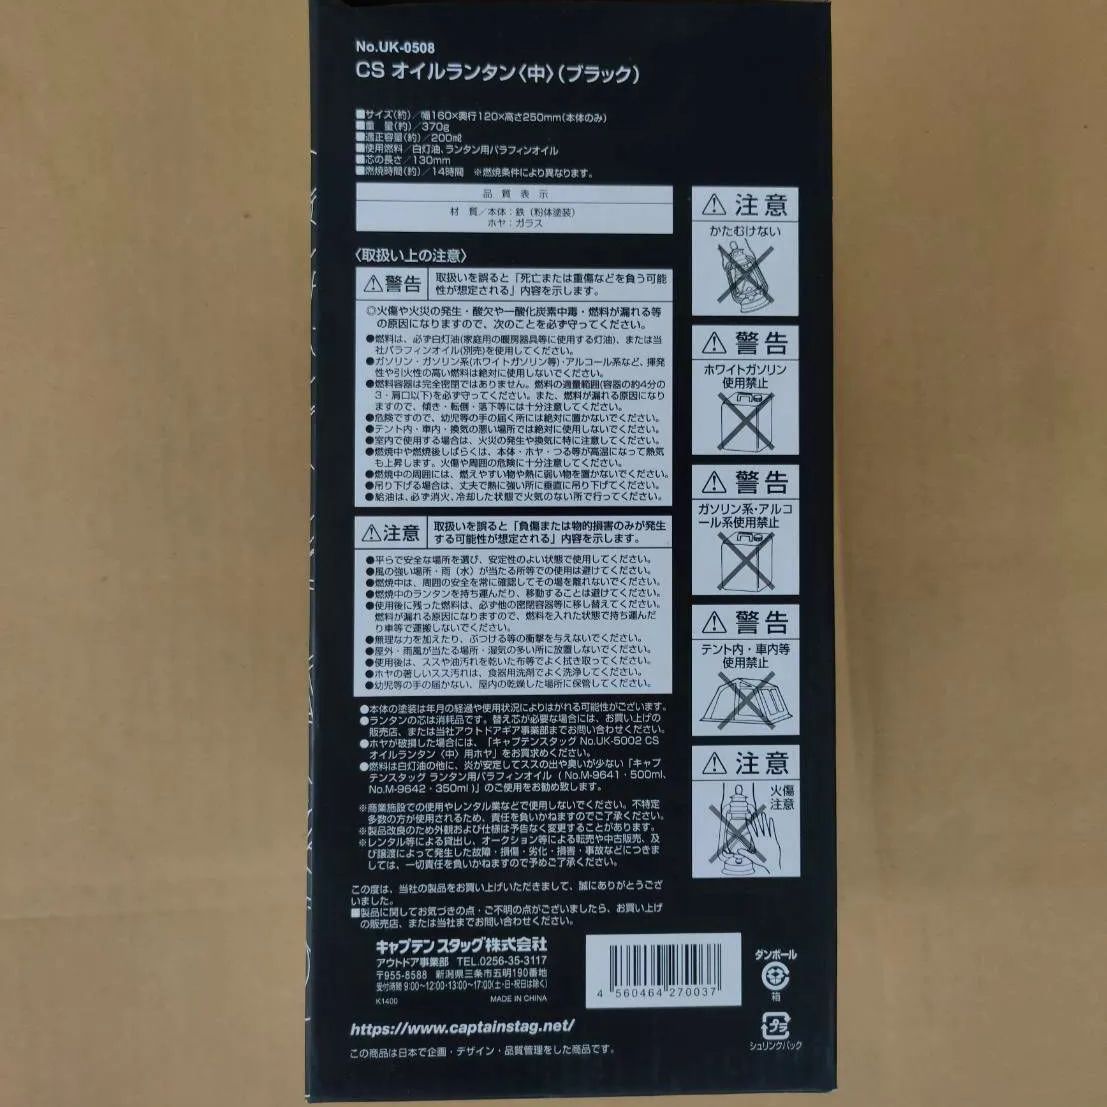 No.UK-0508
CS オイルランタン〈中〉(ブラック)
■サイズ(約)/幅160×奥行120×高さ250mm(本体のみ)
■重 量(約)/370g
■適正容量(約)/200mℓ
■使用燃料/白灯油、ランタン用パラフィンオイル
■芯の長さ/130mm
■燃焼時間(約)/14時間 ※燃焼条件により異なります。
品 質 表 示
材 質/本体:鉄(粉体塗装)
ホヤ:ガラス
〈取扱い上の注意〉
⚠警告
取扱いを誤ると「死亡または重傷などを負う可能
性が想定される」内容を示します。
◎火傷や火災の発生・酸欠や一酸化炭素中毒・燃料が漏れる等
の原因になりますので、次のことを必ず守ってください。
●燃料は、必ず白灯油(家庭用の暖房器具等に使用する灯油)、または当
社パラフィンオイル(別売)を使用してください。
●ガソリン・ガソリン系(ホワイトガソリン等)・アルコール系など、揮発
性や引火性の高い燃料は絶対に使用しないでください。
●燃料容器は完全密閉ではありません。燃料の適量範囲(容器の約4分の
3・肩口以下)を必ず守ってください。また、燃料が漏れる原因になり
ますので、傾き・転倒・落下等には十分注意してください。
●危険ですので、幼児等の手の届く所には絶対に置かないでください。
●テント内・車内・換気の悪い場所では絶対に使用しないでください。
●室内で使用する場合は、火災の発生や換気に特に注意してください。
●燃焼中や燃焼後しばらくは、本体・ホヤ・つる等が高温になって熱気
も上昇します。火傷や周囲の危険に十分注意してください。
●燃焼中の周囲には、燃えやすい物や熱に弱い物を置かないでください。
●吊り下げる場合は、丈夫で熱に強い所に垂直に吊り下げてください。
●給油は、必ず消火、冷却した状態で火気のない所で行ってください。
⚠注意
取扱いを誤ると「負傷または物的損害のみが発生
する可能性が想定される」内容を示します。
●平らで安全な場所を選び、安定性のよい状態で使用してください。
●風の強い場所・雨(水)が当たる所等での使用は避けてください。
●燃焼中は、周囲の安全を常に確認してその場を離れないでください。
●燃焼中のランタンを持ち運んだり、移動することは避けてください。
●使用後に残った燃料は、必ず他の密閉容器等に移し替えてください。
燃料が漏れる原因になりますので、燃料を入れた状態で持ち運んだ
り車等で運搬しないでください。
●無理な力を加えたり、ぶつける等の衝撃を与えないでください。
●屋外・雨風が当たる場所・湿気の多い所に放置しないでください。
●使用後は、ススや油汚れを乾いた布等でよく拭き取ってください。
●ホヤの著しいスス汚れは、食器用洗剤でよく洗浄してください。
●幼児等の手の届かない、屋内の乾燥した場所に保管してください。
●本体の塗装は年月の経過や使用状況によりはがれる可能性がございます。
●ランタンの芯は消耗品です。替え芯が必要な場合には、お買い上げの
販売店、または当社アウトドアギア事業部までお問い合わせください。
●ホヤが破損した場合には、「キャプテンスタッグ No.UK-5002 CS
オイルランタン〈中〉用ホヤ」をお買求めください。
●燃料は白灯油の他に、炎が安定してススの出や臭いが少ない「キャプ
テンスタッグ ランタン用パラフィンオイル(No.M-9641・500ml、
No.M-9642・350ml)」のご使用をお勧め致します。
※商業施設での使用やレンタル業などで使用しないでください。不特定
多数の方が使用されるため、責任を負いかねますのでご了承ください。
※製品改良のため外観および仕様は予告なく変更することがあります。
※レンタル等による貸出し、オークション等による転売や中古販売、及
び譲渡によって発生した故障・損傷・劣化・損害・事故などにつきま
しては、一切責任を負いかねますので予めご了承ください。
この度は、当社の製品をお買い上げいただきまして、誠にありがとうござ
いました。
■製品に関してお気づきの点・ご不明の点がございましたら、お買い上げ
の販売店、または当社までお問い合わせください。
キャプテン スタッグ株式会社
アウトドア事業部 TEL.0256-35-3117
〒955-8588 新潟県三条市五明190番地
受付時間 9:00~12:00・13:00~17:00(土・日・祝日は除く)
K1400 MADE IN CHINA
https://www.captainstag.net/
この商品は日本で企画・デザイン・品質管理をした商品です。
⚠注意
かたむけない
⚠警告
ホワイトガソリン
使用禁止
⚠警告
ガソリン系・アルコ
ール系使用禁止
⚠警告
テント内・車内等
使用禁止
⚠注意
火傷
注意
4 560464 270037
ダンボール
箱
プラ
シュリンクパック